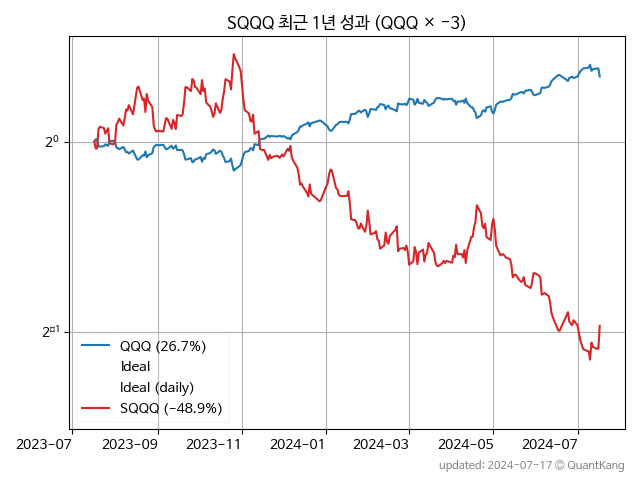 SQQQ 최근 1년 성과 (QQQ × -3)
2⁰
2¤¹
QQQ (26.7%)
Ideal
Ideal (daily)
SQQQ (-48.9%)
2023-07
2023-09
2023-11
2024-01
2024-03
2024-05
2024-07
updated: 2024-07-17 © QuantKang